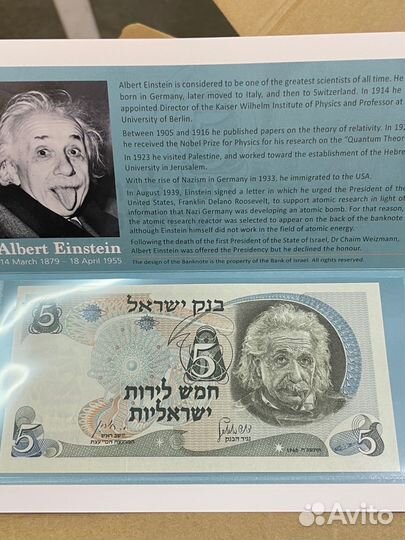 Albert Einstein is considered to be one of the greatest scientists of all time. He
born in Germany, later moved to Italy, and then to Switzerland. In 1914 he
appointed Director of the Kaiser Wilhelm Institute of Physics and Professor at
University of Berlin.
Between 1905 and 1916 he published papers on the theory of relativity. In 192
he received the Nobel Prize for Physics for his research on the "Quantum Theor
In 1923 he visited Palestine, and worked toward the establishment of the Hebre
University in Jerusalem.
With the rise of Nazism in Germany in 1933, he immigrated to the USA.
In August 1939, Einstein signed a letter in which he urged the President of the
United States, Franklin Delano Roosevelt, to support atomic research in light of
information that Nazi Germany was developing an atomic bomb. For that reason,
the atomic research reactor was selected to appear on the back of the banknote
although Einstein himself did not work in the field of atomic energy.
Following the death of the first President of the State of Israel, Dr Chaim Weizmann,
Albert Einstein was offered the Presidency but he declined the honour.
The design of the Banknote is the property of the Bank of Israel. All rights reserved.
Albert Einstein
14 March 1879 - 18 April 1955
בנק ישראל
5
5
חמש לירות
ישראליות
5
5
יושב ראש
נגיד הבנק
1968
Avito